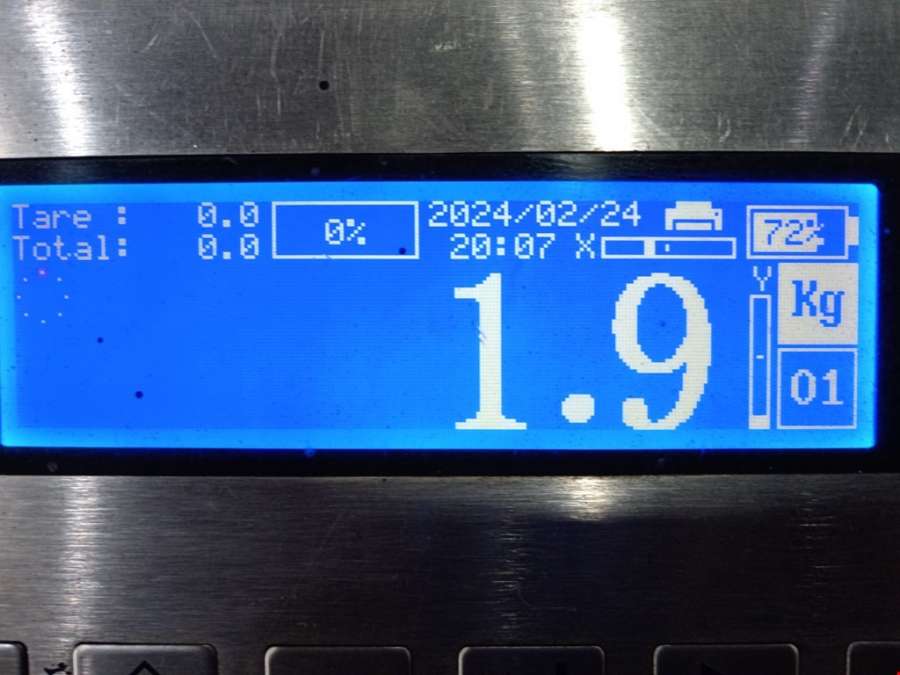 Tare : 0.0 0% 2024/02/24 72%
Total: 0.0 20:07 X
Y Kg
1.9
01